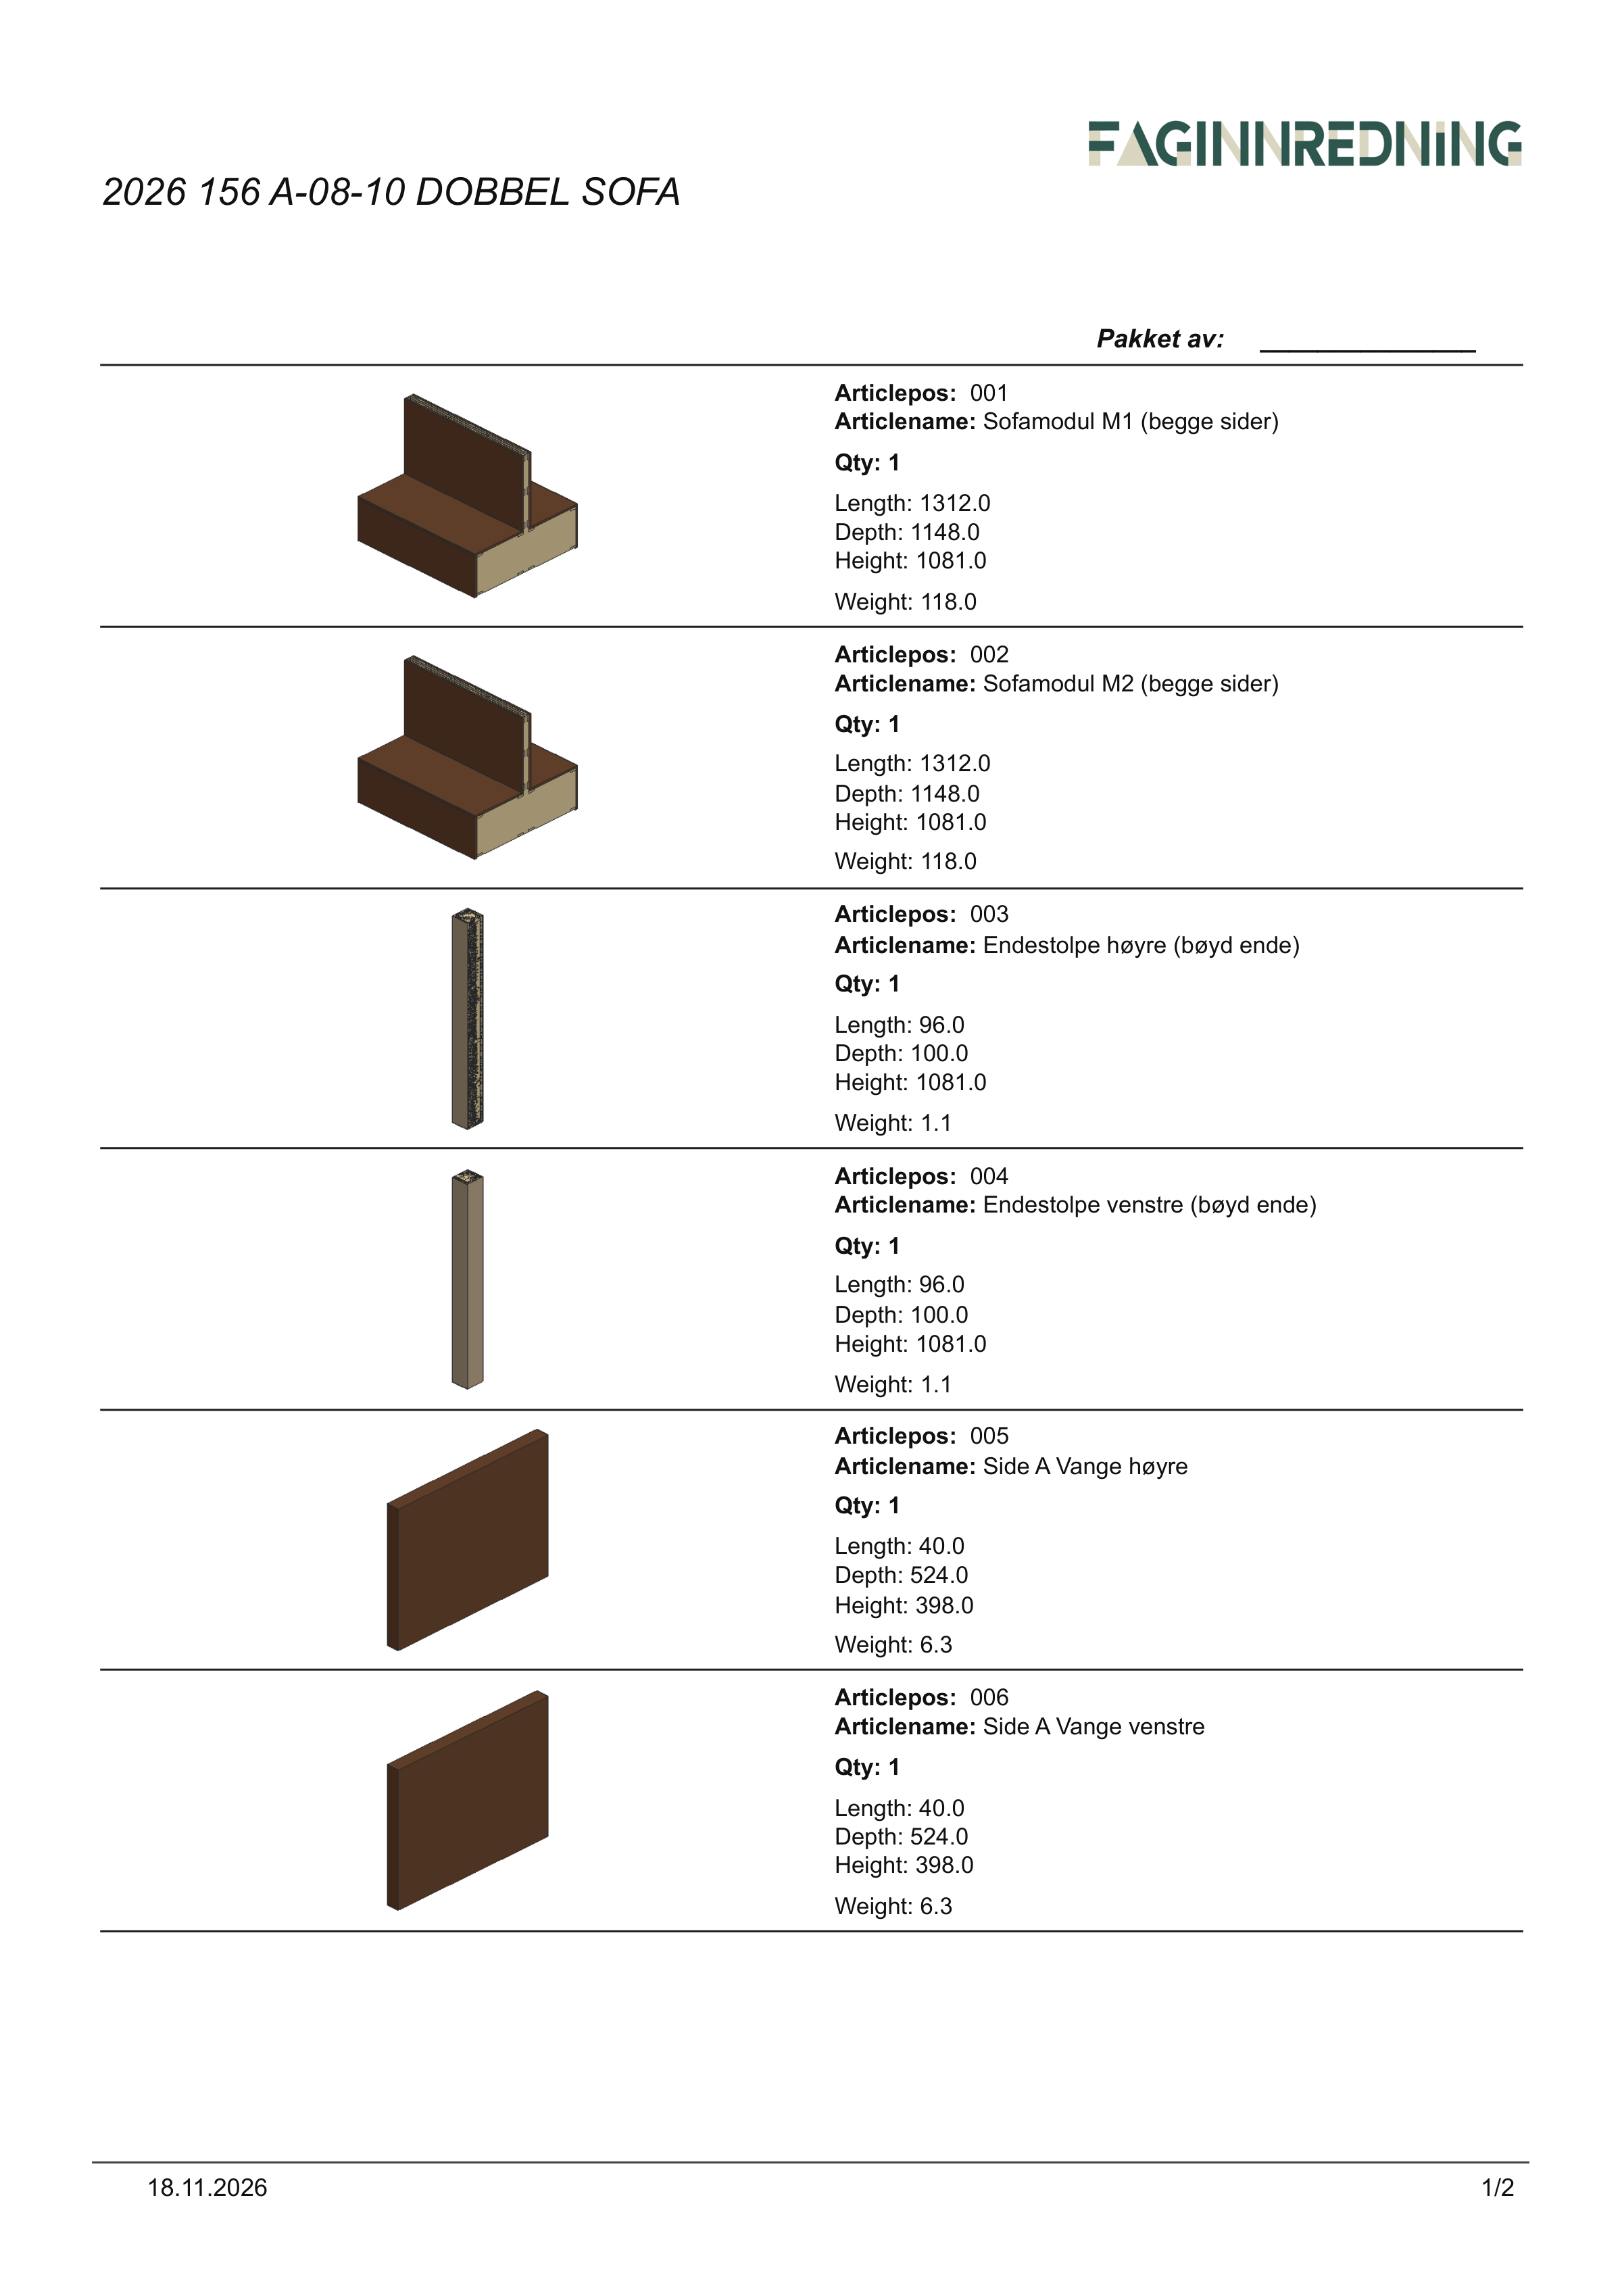 FAGINNREDNING
2026 156 A-08-10 DOBBEL SOFA
Pakket av:
Articlepos: 001
Articlename: Sofamodul M1 (begge sider)
Qty: 1
Length: 1312.0
Depth: 1148.0
Height: 1081.0
Weight: 118.0
Articlepos: 002
Articlename: Sofamodul M2 (begge sider)
Qty: 1
Length: 1312.0
Depth: 1148.0
Height: 1081.0
Weight: 118.0
Articlepos: 003
Articlename: Endestolpe høyre (bøyd ende)
Qty: 1
Length: 96.0
Depth: 100.0
Height: 1081.0
Weight: 1.1
Articlepos: 004
Articlename: Endestolpe venstre (bøyd ende)
Qty: 1
Length: 96.0
Depth: 100.0
Height: 1081.0
Weight: 1.1
Articlepos: 005
Articlename: Side A Vange høyre
Qty: 1
Length: 40.0
Depth: 524.0
Height: 398.0
Weight: 6.3
Articlepos: 006
Articlename: Side A Vange venstre
Qty: 1
Length: 40.0
Depth: 524.0
Height: 398.0
Weight: 6.3
18.11.2026
1/2